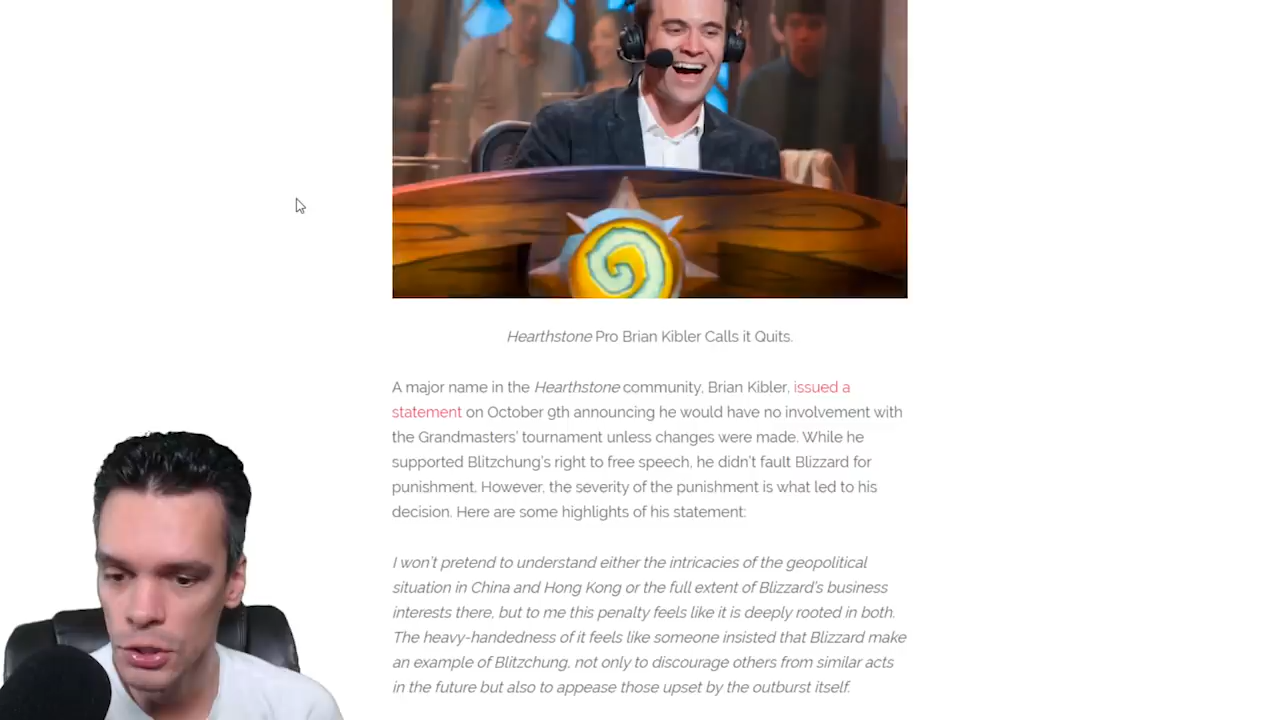 Hearthstone Pro Brian Kibler Calls it Quits.
A major name in the Hearthstone community, Brian Kibler, issued a
statement on October 9th announcing he would have no involvement with
the Grandmasters' tournament unless changes were made. While he
supported Blitzchung's right to free speech, he didn't fault Blizzard for
punishment. However, the severity of the punishment is what led to his
decision. Here are some highlights of his statement:
I won't pretend to understand either the intricacies of the geopolitical
situation in China and Hong Kong or the full extent of Blizzard's business
interests there, but to me this penalty feels like it is deeply rooted in both.
The heavy-handedness of it feels like someone insisted that Blizzard make
an example of Blitzchung, not only to discourage others from similar acts
in the future but also to appease those upset by the outburst itself.